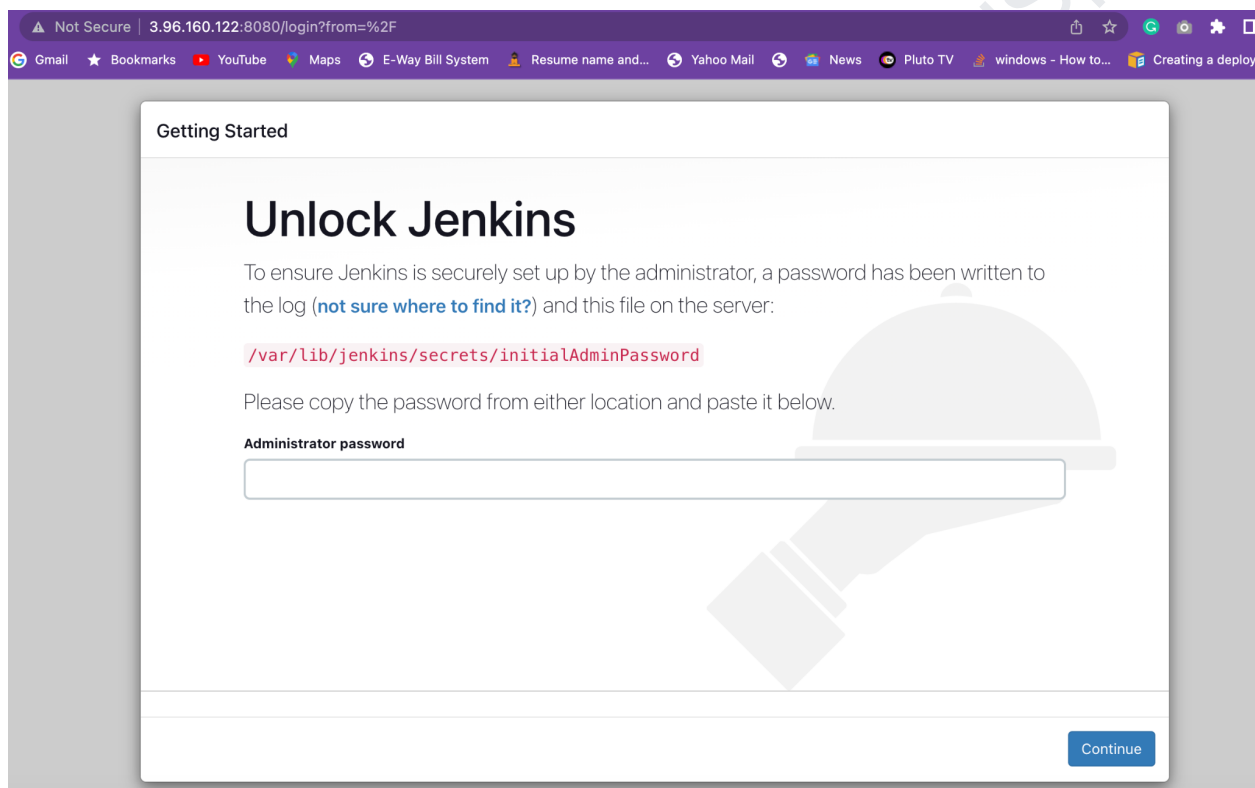 Not Secure | 3.96.160.122:8080/login?from=%2F
Gmail Bookmarks YouTube Maps E-Way Bill System Resume name and... Yahoo Mail News Pluto TV windows - How to... Creating a deploy
Getting Started
Unlock Jenkins
To ensure Jenkins is securely set up by the administrator, a password has been written to
the log (not sure where to find it?) and this file on the server:
/var/lib/jenkins/secrets/initialAdminPassword
Please copy the password from either location and paste it below.
Administrator password
Continue